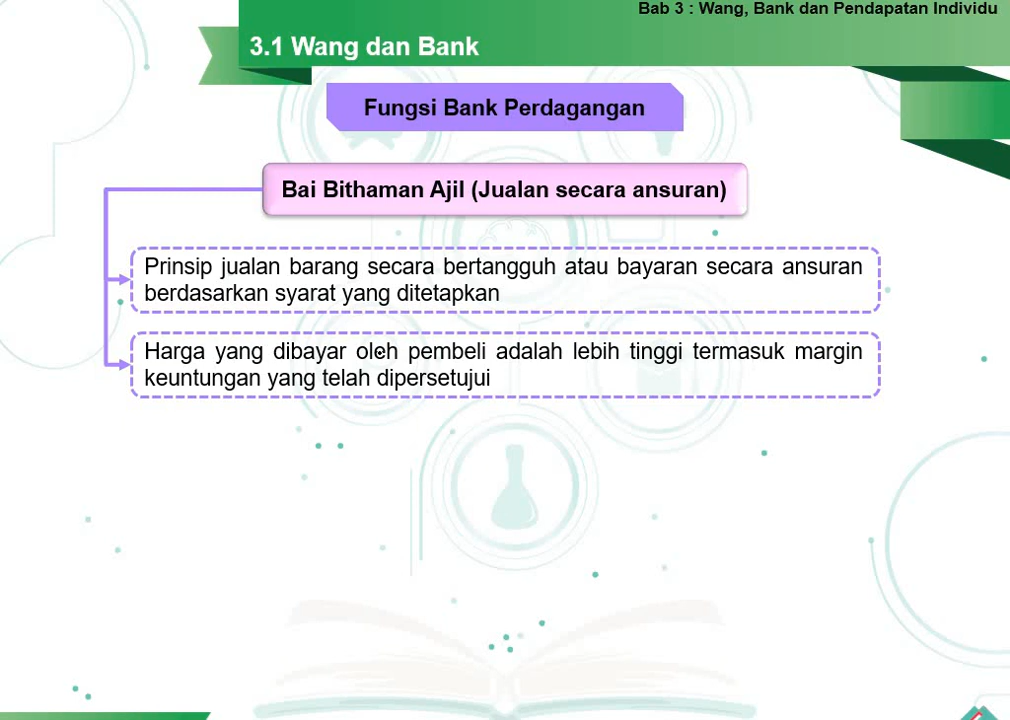 Bab 3 : Wang, Bank dan Pendapatan Individu
3.1 Wang dan Bank
Fungsi Bank Perdagangan
Bai Bithaman Ajil (Jualan secara ansuran)
Prinsip jualan barang secara bertangguh atau bayaran secara ansuran
berdasarkan syarat yang ditetapkan
Harga yang dibayar oleh pembeli adalah lebih tinggi termasuk margin
keuntungan yang telah dipersetujui